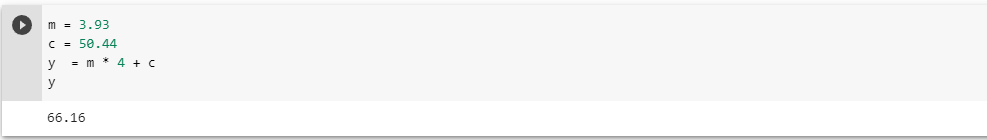 m = 3.93
c = 50.44
y  = m * 4 + c
y
66.16